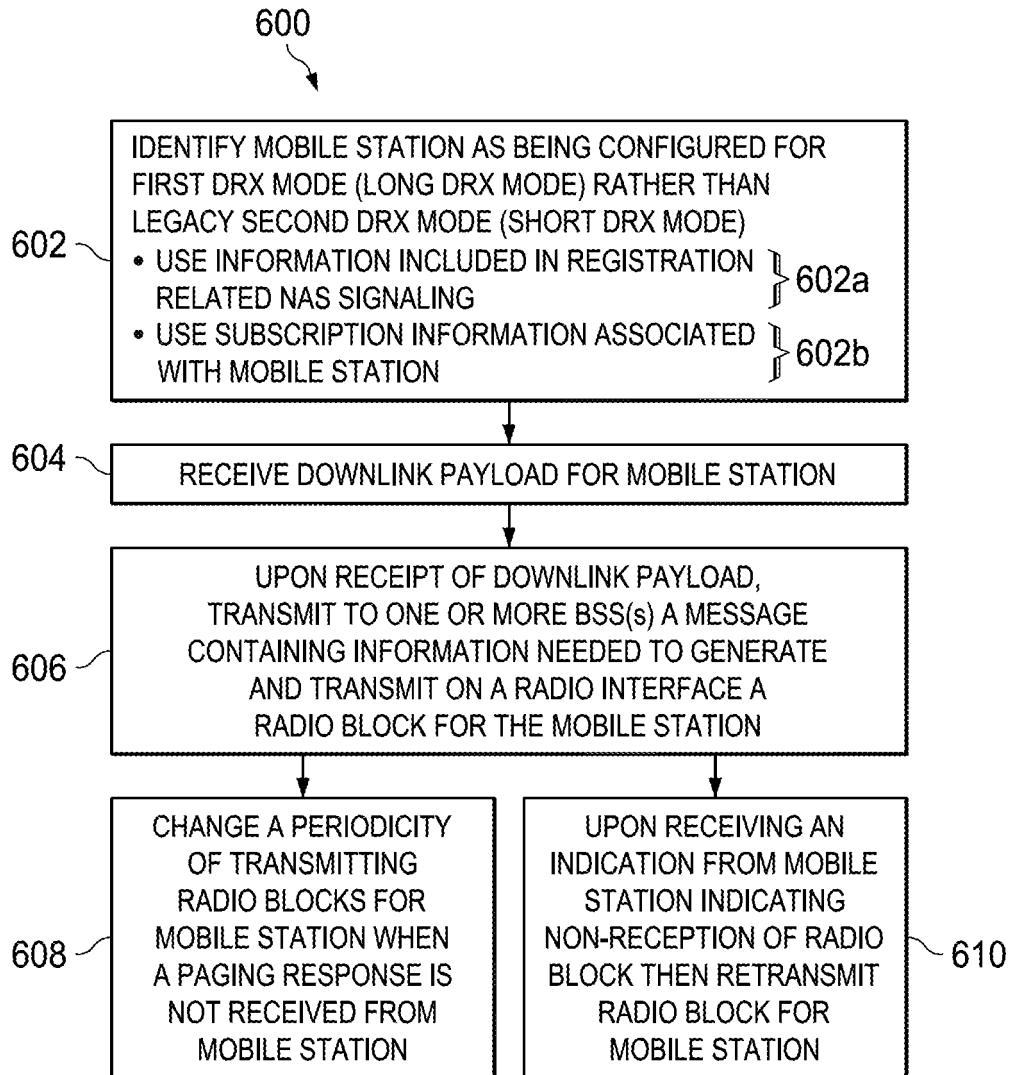 600
IDENTIFY MOBILE STATION AS BEING CONFIGURED FOR
FIRST DRX MODE (LONG DRX MODE) RATHER THAN
LEGACY SECOND DRX MODE (SHORT DRX MODE)
602
• USE INFORMATION INCLUDED IN REGISTRATION
RELATED NAS SIGNALING
602a
• USE SUBSCRIPTION INFORMATION ASSOCIATED
WITH MOBILE STATION
602b
604
RECEIVE DOWNLINK PAYLOAD FOR MOBILE STATION
606
UPON RECEIPT OF DOWNLINK PAYLOAD,
TRANSMIT TO ONE OR MORE BSS(s) A MESSAGE
CONTAINING INFORMATION NEEDED TO GENERATE
AND TRANSMIT ON A RADIO INTERFACE A
RADIO BLOCK FOR THE MOBILE STATION
608
CHANGE A PERIODICITY
OF TRANSMITTING
RADIO BLOCKS FOR
MOBILE STATION WHEN
A PAGING RESPONSE IS
NOT RECEIVED FROM
MOBILE STATION
UPON RECEIVING AN
INDICATION FROM MOBILE
STATION INDICATING
NON-RECEPTION OF RADIO
BLOCK THEN RETRANSMIT
RADIO BLOCK FOR
MOBILE STATION
610